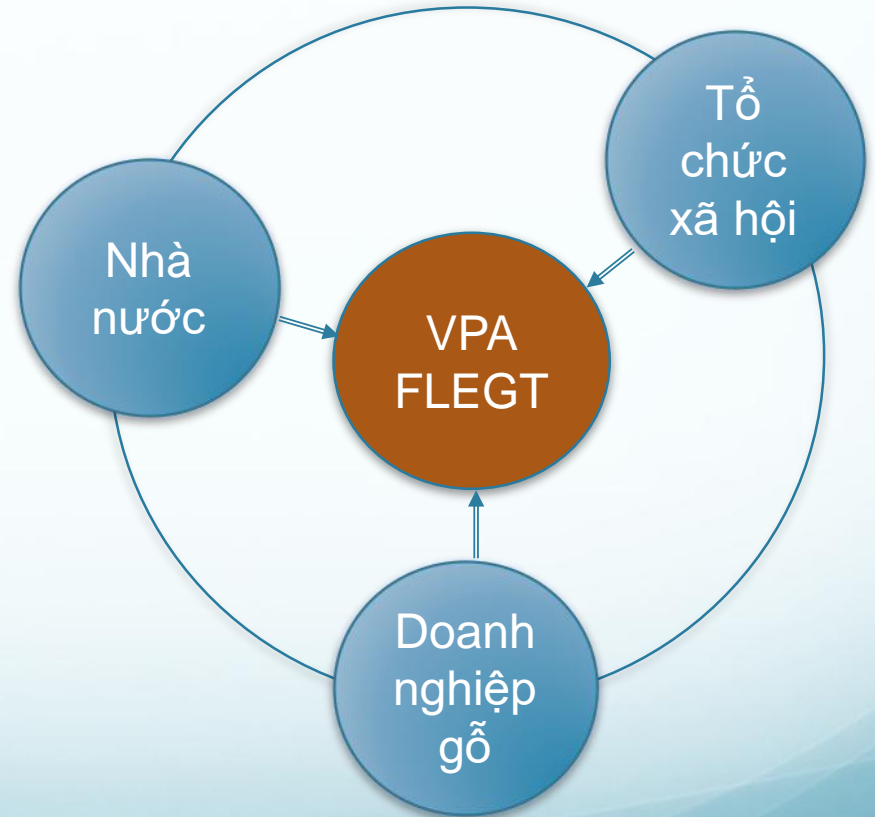 Tổ
chức
xã hội
Nhà
nước
VPA
FLEGT
Doanh
nghiệp
gỗ